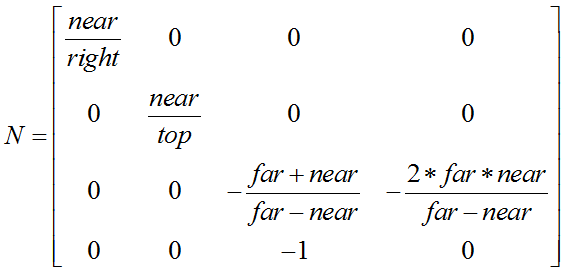 N = [ near/right 0 0 0
0 near/top 0 0
0 0 −(far + near)/(far − near) −(2 * far * near)/(far − near)
0 0 −1 0 ]